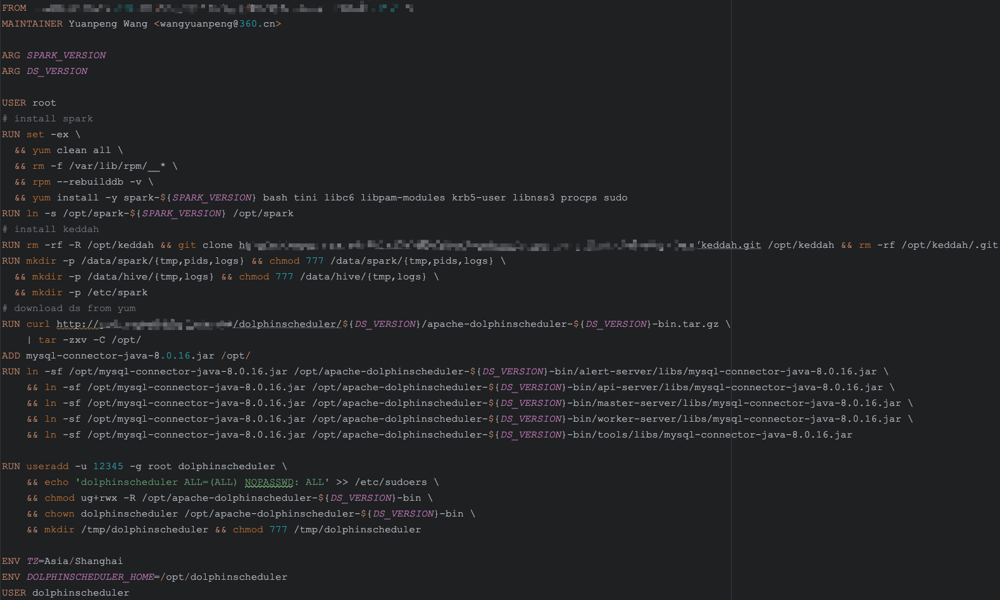 FROM
MAINTAINER Yuanpeng Wang <wangyuanpeng@360.cn>
ARG SPARK_VERSION
ARG DS_VERSION
USER root
# install spark
RUN set -ex \
&& yum clean all \
&& rm -f /var/lib/rpm/__* \
&& rpm --rebuilddb -v \
&& yum install -y spark-${SPARK_VERSION} bash tini libc6 libpam-modules krb5-user libnss3 procps sudo
RUN ln -s /opt/spark-${SPARK_VERSION} /opt/spark
# install keddah
RUN rm -rf -R /opt/keddah && git clone /keddah.git /opt/keddah && rm -rf /opt/keddah/.git
RUN mkdir -p /data/spark/{tmp,pids,logs} && chmod 777 /data/spark/{tmp,pids,logs} \
&& mkdir -p /data/hive/{tmp,logs} && chmod 777 /data/hive/{tmp,logs} \
&& mkdir -p /etc/spark
# download ds from yum
RUN curl http:// /dolphinscheduler/${DS_VERSION}/apache-dolphinscheduler-${DS_VERSION}-bin.tar.gz \
| tar -zxv -C /opt/
ADD mysql-connector-java-8.0.16.jar /opt/
RUN ln -sf /opt/mysql-connector-java-8.0.16.jar /opt/apache-dolphinscheduler-${DS_VERSION}-bin/alert-server/libs/mysql-connector-java-8.0.16.jar \
&& ln -sf /opt/mysql-connector-java-8.0.16.jar /opt/apache-dolphinscheduler-${DS_VERSION}-bin/api-server/libs/mysql-connector-java-8.0.16.jar \
&& ln -sf /opt/mysql-connector-java-8.0.16.jar /opt/apache-dolphinscheduler-${DS_VERSION}-bin/master-server/libs/mysql-connector-java-8.0.16.jar \
&& ln -sf /opt/mysql-connector-java-8.0.16.jar /opt/apache-dolphinscheduler-${DS_VERSION}-bin/worker-server/libs/mysql-connector-java-8.0.16.jar \
&& ln -sf /opt/mysql-connector-java-8.0.16.jar /opt/apache-dolphinscheduler-${DS_VERSION}-bin/tools/libs/mysql-connector-java-8.0.16.jar
RUN useradd -u 12345 -g root dolphinscheduler \
&& echo 'dolphinscheduler ALL=(ALL) NOPASSWD: ALL' >> /etc/sudoers \
&& chmod ug+rwx -R /opt/apache-dolphinscheduler-${DS_VERSION}-bin \
&& chown dolphinscheduler /opt/apache-dolphinscheduler-${DS_VERSION}-bin \
&& mkdir /tmp/dolphinscheduler && chmod 777 /tmp/dolphinscheduler
ENV TZ=Asia/Shanghai
ENV DOLPHINSCHEDULER_HOME=/opt/dolphinscheduler
USER dolphinscheduler